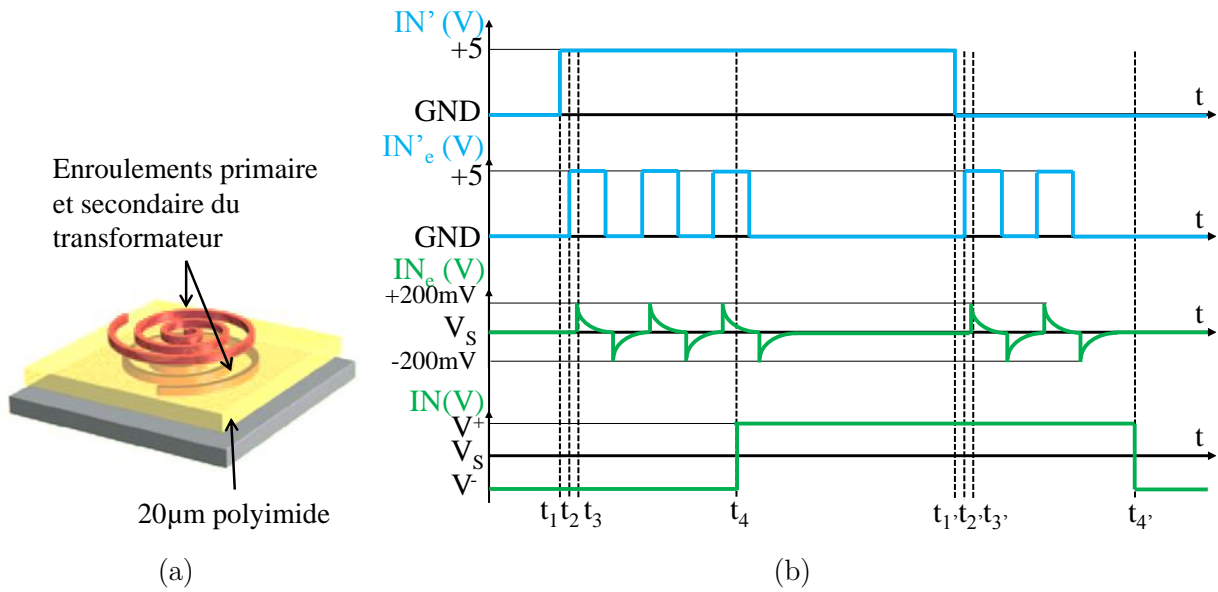 Enroulements primaire
et secondaire du
transformateur
20µm polyimide
(a)
IN' (V)
+5
GND
t
IN'e (V)
+5
GND
t
INe (V)
+200mV
VS
-200mV
t
IN(V)
V+
VS
V-
t
t1 t2 t3 t4 t1' t2' t3' t4'
(b)